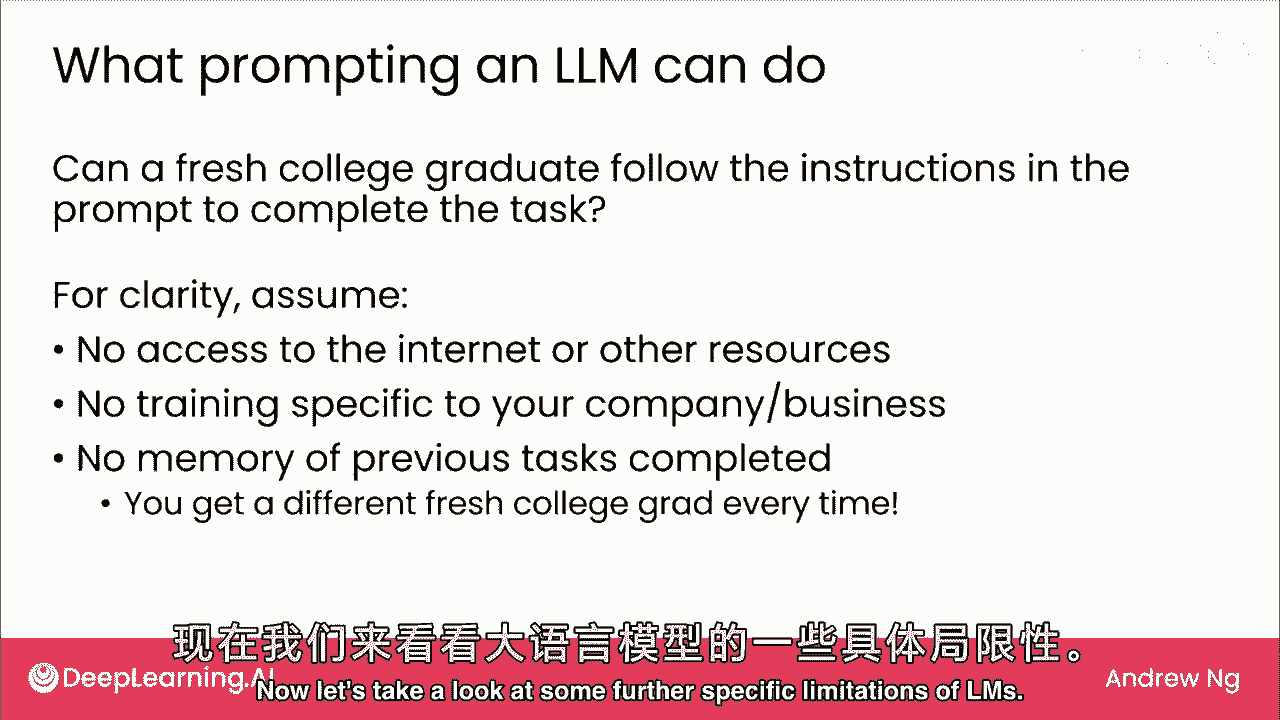 What prompting an LLM can do
Can a fresh college graduate follow the instructions in the
prompt to complete the task?
For clarity, assume:
• No access to the internet or other resources
• No training specific to your company/business
• No memory of previous tasks completed
• You get a different fresh college grad every time!
现在我们来看看大语言模型的一些具体局限性。
DeepLearning.AI
Now let's take a look at some further specific limitations of LMs.
Andrew Ng